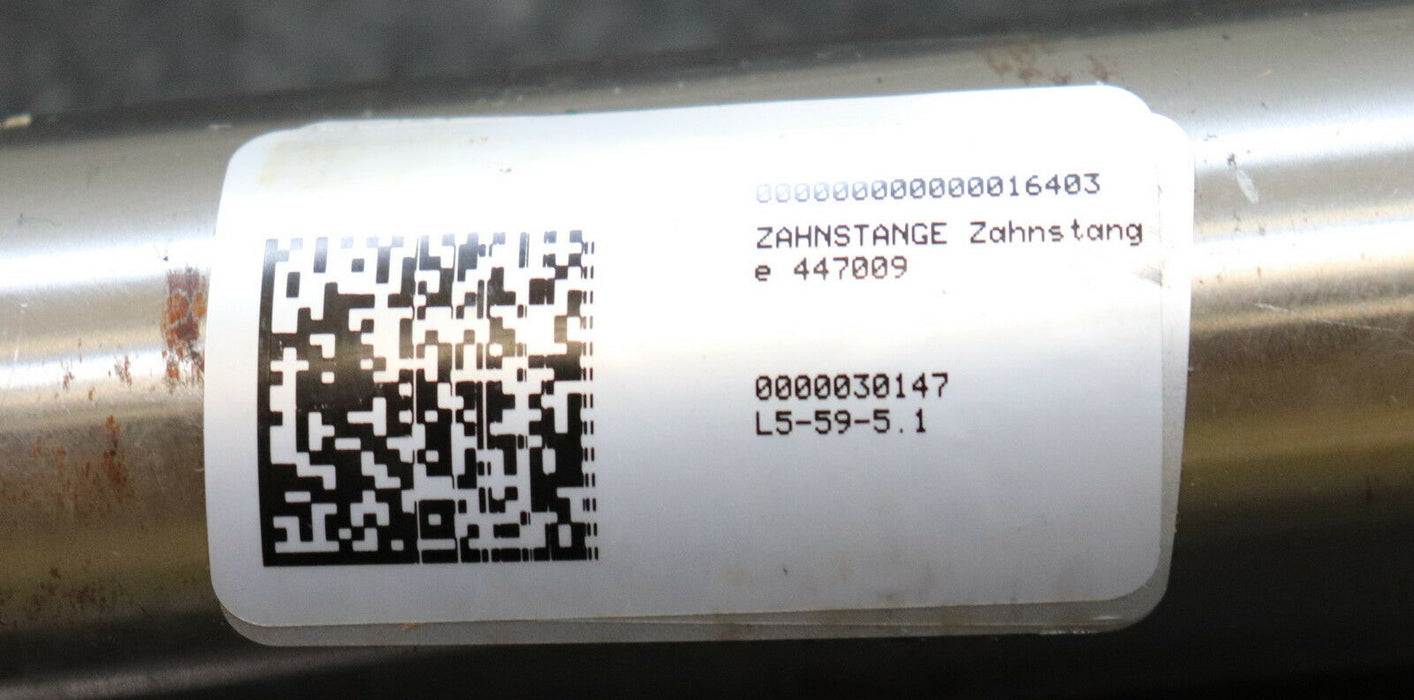 000000000000016403
ZAHNSTANGE Zahnstang
e 447009
0000030147
L5-59-5.1